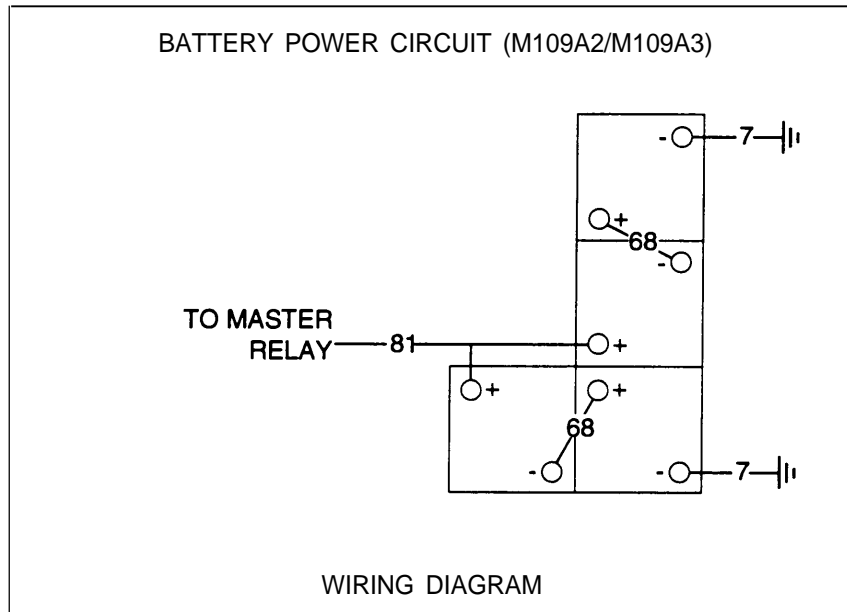 BATTERY POWER CIRCUIT (M109A2/M109A3)
- 7
+
68
-
TO MASTER
RELAY 81 +
+ +
68
- - 7
WIRING DIAGRAM